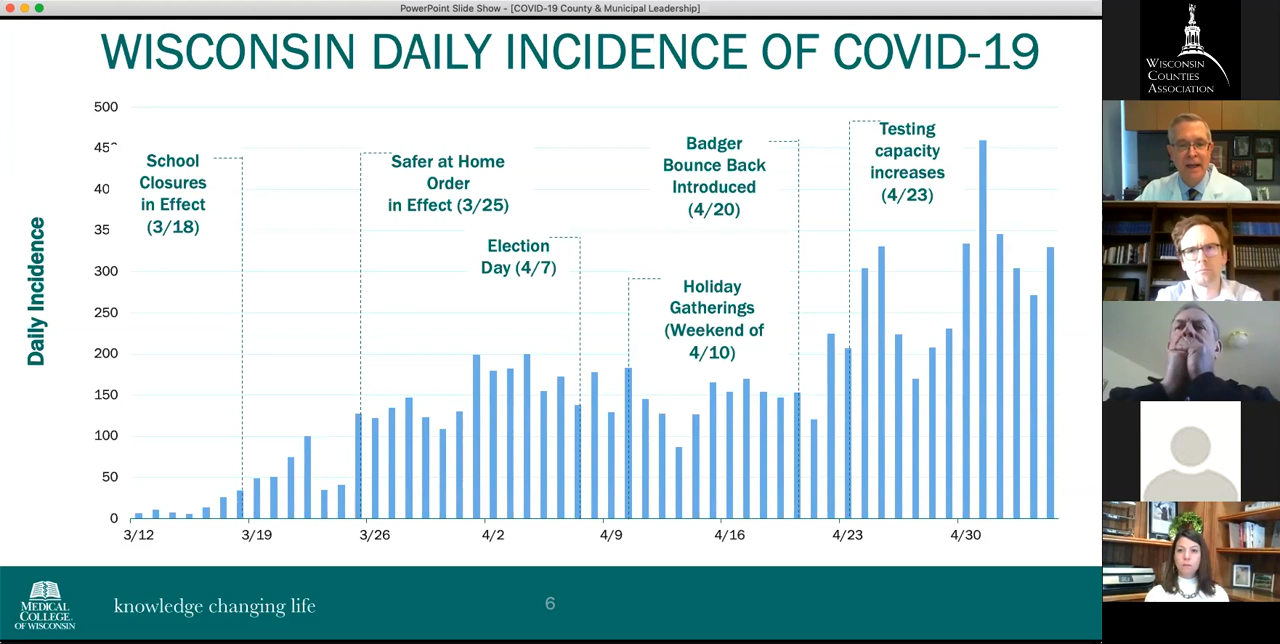 PowerPoint Slide Show - [COVID-19 County & Municipal Leadership]
WISCONSIN DAILY INCIDENCE OF COVID-19
500
45
40
35
300
250
200
150
100
50
0
Daily Incidence
School
Closures
in Effect
(3/18)
Safer at Home
Order
in Effect (3/25)
Election
Day (4/7)
Holiday
Gatherings
(Weekend of
4/10)
Badger
Bounce Back
Introduced
(4/20)
Testing
capacity
increases
(4/23)
3/12 3/19 3/26 4/2 4/9 4/16 4/23 4/30
MEDICAL
COLLEGE
OF WISCONSIN
knowledge changing life
6
WISCONSIN
COUNTIES
ASSOCIATION